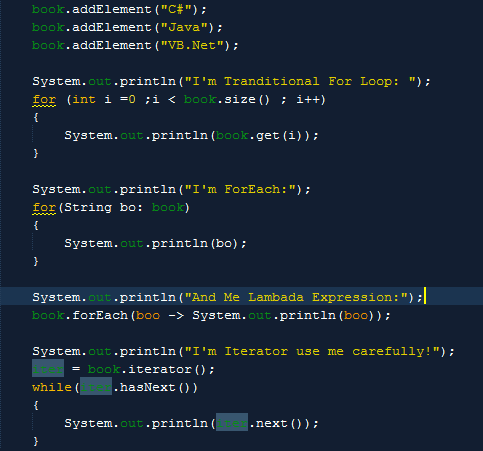 book.addElement("C#");
book.addElement("Java");
book.addElement("VB.Net");
System.out.println("I'm Tranditional For Loop: ");
for (int i =0 ;i < book.size() ; i++)
{
System.out.println(book.get(i));
}
System.out.println("I'm ForEach:");
for(String bo: book)
{
System.out.println(bo);
}
System.out.println("And Me Lambada Expression:");
book.forEach(boo -> System.out.println(boo));
System.out.println("I'm Iterator use me carefully!");
= book.iterator();
while(.hasNext())
{
System.out.println(.next());
}